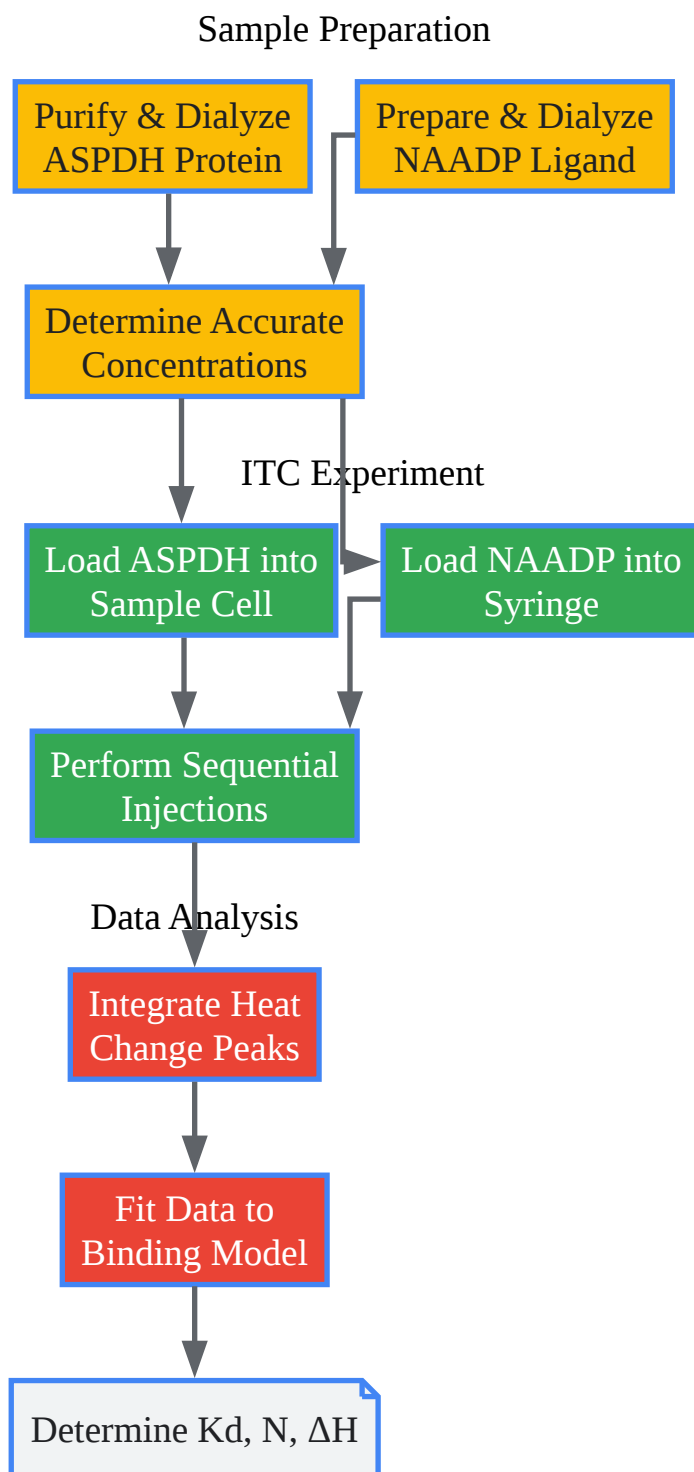 Sample Preparation
Purify & Dialyze
ASPDH Protein
Prepare & Dialyze
NAADP Ligand
Determine Accurate
Concentrations
ITC Experiment
Load ASPDH into
Sample Cell
Load NAADP into
Syringe
Perform Sequential
Injections
Data Analysis
Integrate Heat
Change Peaks
Fit Data to
Binding Model
Determine Kd, N, ΔH